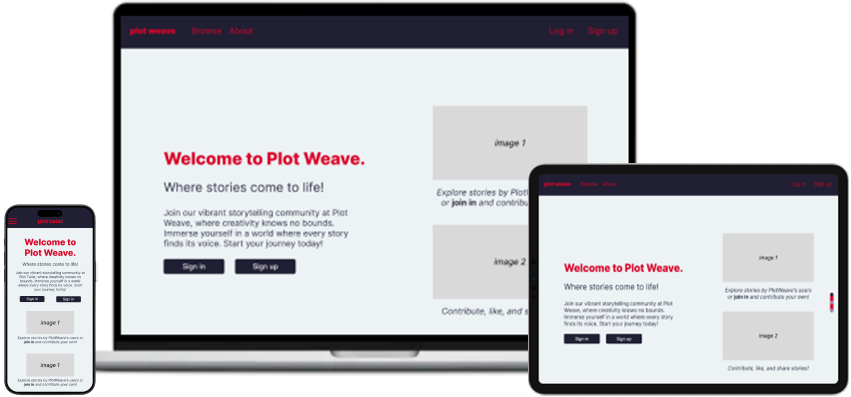 plot weave Browse About Log in Sign up
Welcome to Plot Weave.
Where stories come to life!
Join our vibrant storytelling community at Plot
Weave, where creativity knows no bounds.
Immerse yourself in a world where every story
finds its voice. Start your journey today!
Sign in Sign up
image 1
Explore stories by Plot
or join in and contribu
image 2
Contribute, like, and s
plot twist
Welcome to
Plot Weave.
Where stories come to life!
Join our vibrant storytelling community at
Plot Twist, where creativity knows no
bounds. Immerse yourself in a world
where every story finds its voice. Start
your journey today!
Sign in Sign up
image 1
Explore stories by PlotWeave's users or
join in and contribute your own!
image 1
Explore stories by PlotWeave's users or
join in and contribute your own!
plot weave Browse About Log in Sign up
Welcome to Plot Weave.
Where stories come to life!
Join our vibrant storytelling community at Plot
Weave, where creativity knows no bounds.
Immerse yourself in a world where every story
finds its voice. Start your journey today!
Sign in Sign up
image 1
Explore stories by PlotWeave's users
or join in and contribute your own!
image 2
Contribute, like, and share stories!